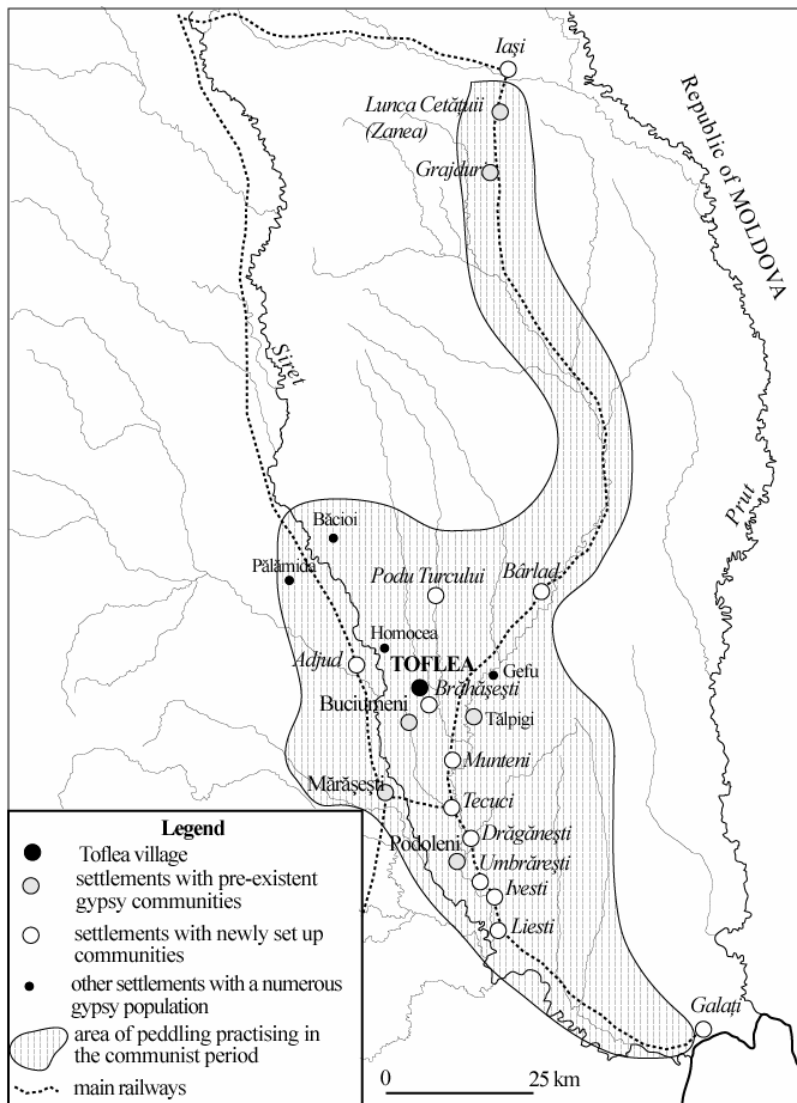 Iași
Lunca Cetățuii
(Zanea)
Grajduri
Republic of MOLDOVA
Siret
Prut
Băcioi
Pălămida
Podu Turcului
Bârlad
Homocea
Adjud
TOFLEA
Gefu
Brăhășești
Buciumeni
Tălpigi
Munteni
Mărășești
Tecuci
Drăgănești
Podoleni
Umbrărești
Ivesti
Liesti
Galați
Legend
Toflea village
settlements with pre-existent
gypsy communities
settlements with newly set up
communities
other settlements with a numerous
gypsy population
area of peddling practising in
the communist period
main railways
0 25 km